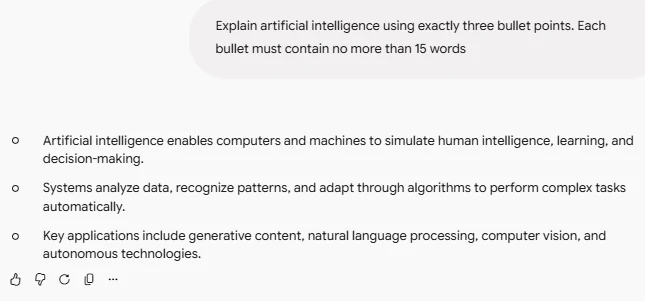 Explain artificial intelligence using exactly three bullet points. Each
bullet must contain no more than 15 words
Artificial intelligence enables computers and machines to simulate human intelligence, learning, and
decision-making.
Systems analyze data, recognize patterns, and adapt through algorithms to perform complex tasks
automatically.
Key applications include generative content, natural language processing, computer vision, and
autonomous technologies.